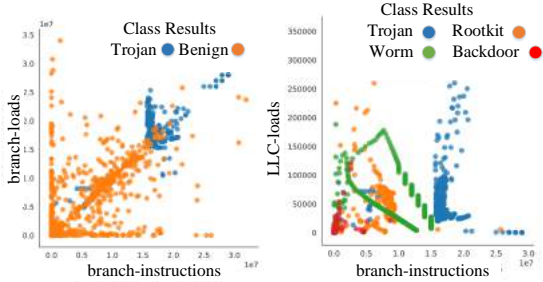 Class Results
Trojan Benign
1e7
3.5
3.0
2.5
2.0
1.5
1.0
0.5
0.0
branch-loads
0.0 0.5 1.0 1.5 2.0 2.5 3.0
1e7
branch-instructions
Class Results
Trojan Rootkit
Worm Backdoor
350000
300000
250000
200000
150000
100000
50000
0
LLC-loads
0.0 0.5 1.0 1.5 2.0 2.5 3.0
1e7
branch-instructions